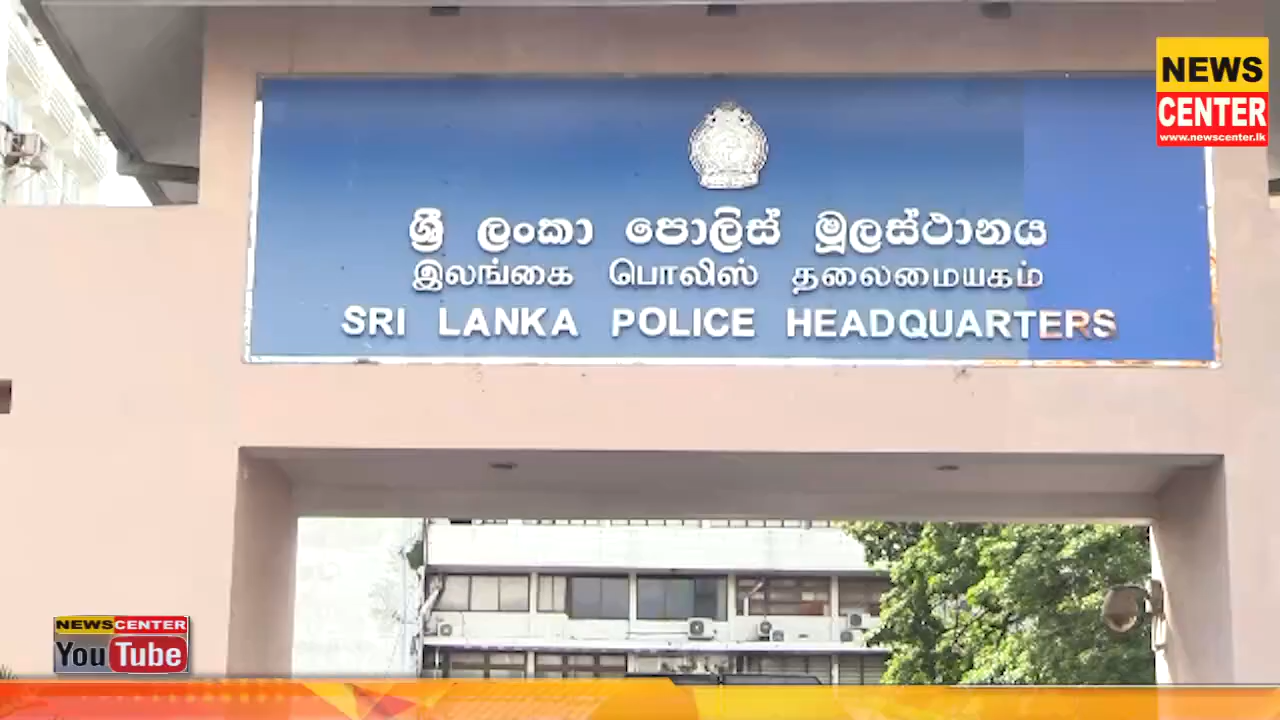 NEWS
CENTER
www.newscenter.lk
ශ්‍රී ලංකා පොලිස් මූලස්ථානය
இலங்கை பொலிஸ் தலைமையகம்
SRI LANKA POLICE HEADQUARTERS
NEWSCENTER
YouTube